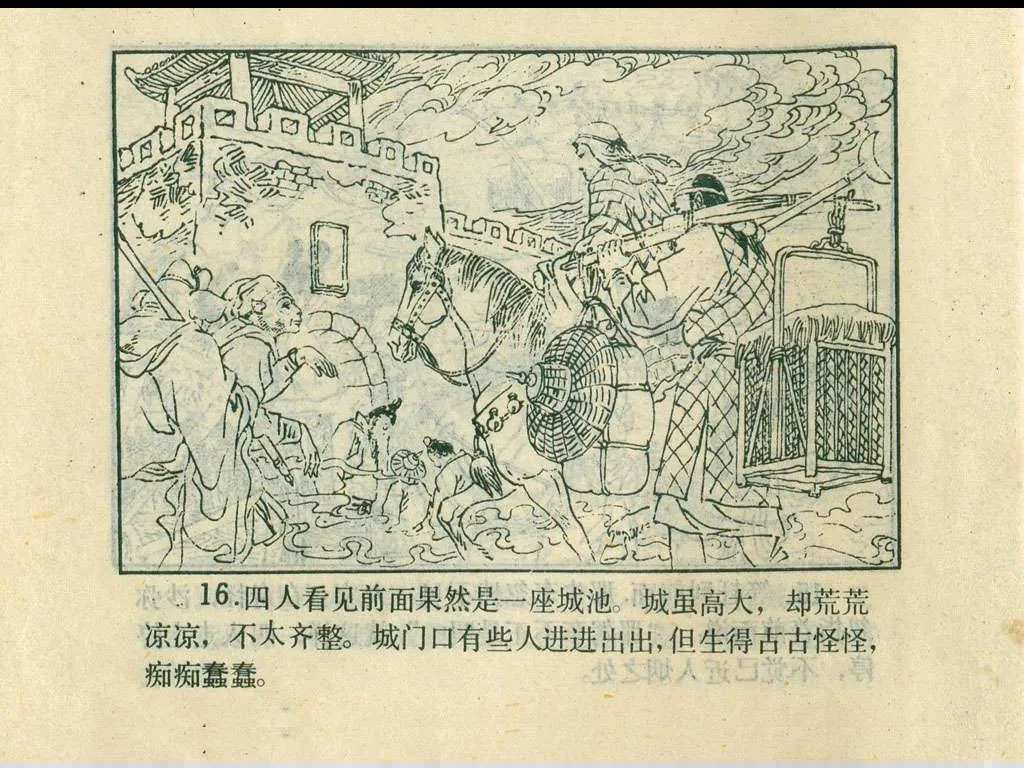 16.四人看见前面果然是一座城池。城虽高大，却荒荒
凉凉，不太齐整。城门口有些人进进出出，但生得古古怪怪，
痴痴蠢蠢。